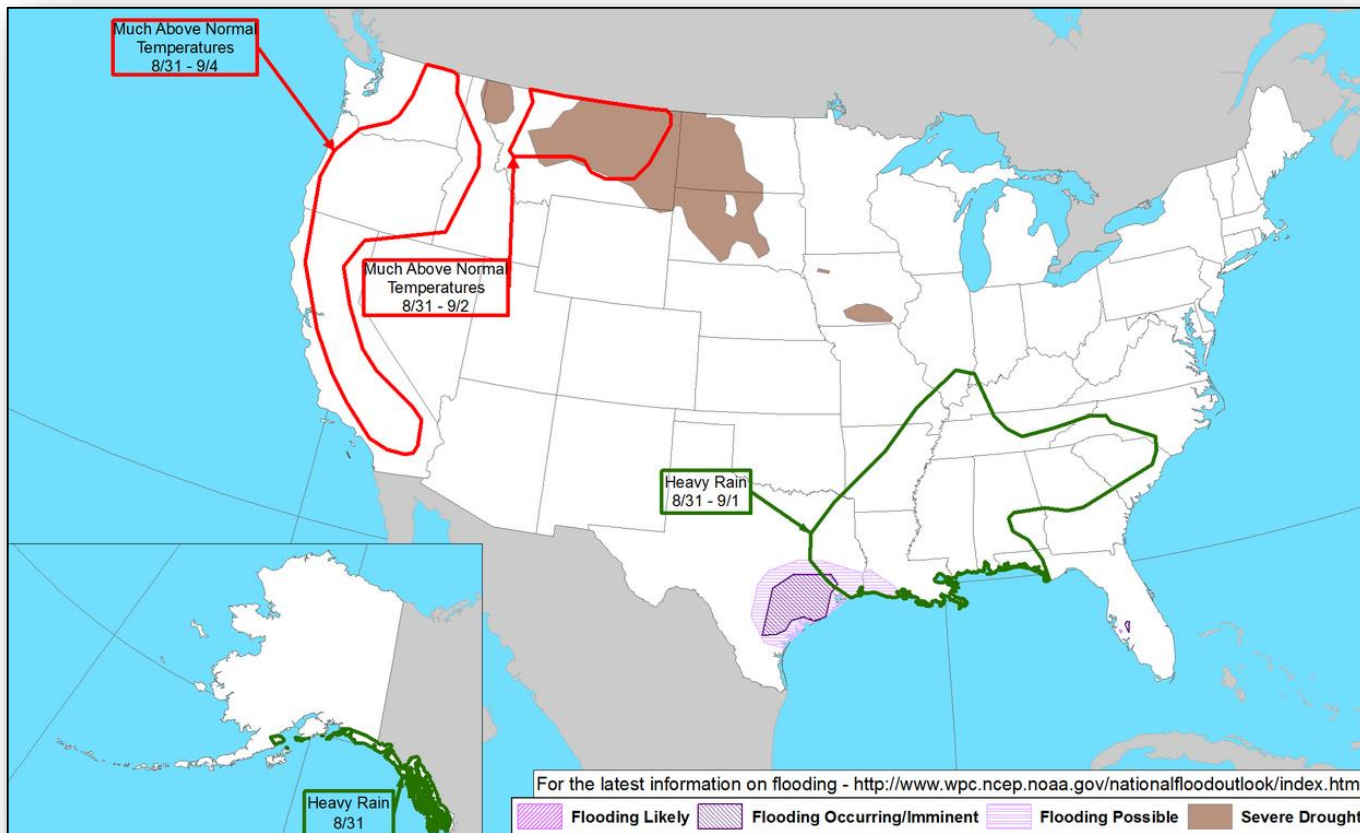 Much Above Normal
Temperatures
8/31 - 9/4
Much Above Normal
Temperatures
8/31 - 9/2
Heavy Rain
8/31 - 9/1
Heavy Rain
8/31
For the latest information on flooding - http://www.wpc.ncep.noaa.gov/nationalfloodoutlook/index.htm
Flooding Likely Flooding Occurring/Imminent Flooding Possible Severe Drought